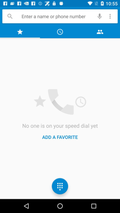 10:55
Enter a name or phone number
No one is on your speed dial yet
ADD A FAVORITE